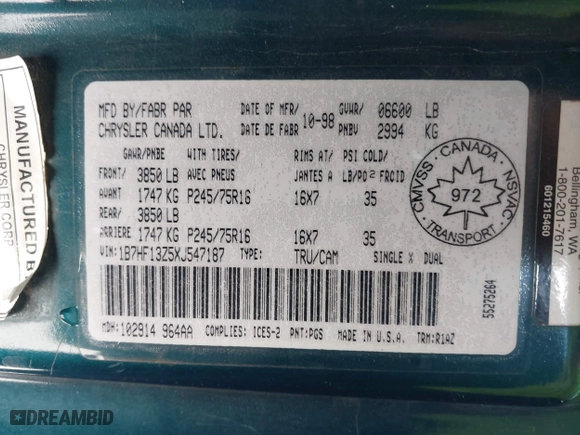 MANUFACTURED B
CHRYSLER CORP
MFD BY/FABR PAR
CHRYSLER CANADA LTD.
DATE OF MFR/
DATE DE FABR
10-98
GVWR/ 06600 LB
PNBV 2994 KG
GAWR/PNBE WITH TIRES/ RIMS AT/ PSI COLD/
FRONT/ 3850 LB AVEC PNEUS JANTES A LB/PO2 FROID
AVANT 1747 KG P245/75R16 16X7 35
REAR/ 3850 LB
ARRIERE 1747 KG P245/75R16 16X7 35
VIN: 1B7HF13Z5XJ547187 TYPE: TRU/CAM SINGLE X DUAL
MDH: 102914 964AA COMPLIES: ICES-2 PNT:PGS MADE IN U.S.A. TRM:R1AZ
CMVSS · CANADA · NSVAC
972
TRANSPORT
55275264
Bellingham, WA
1-800-201-7617
601215460
DREAMBID